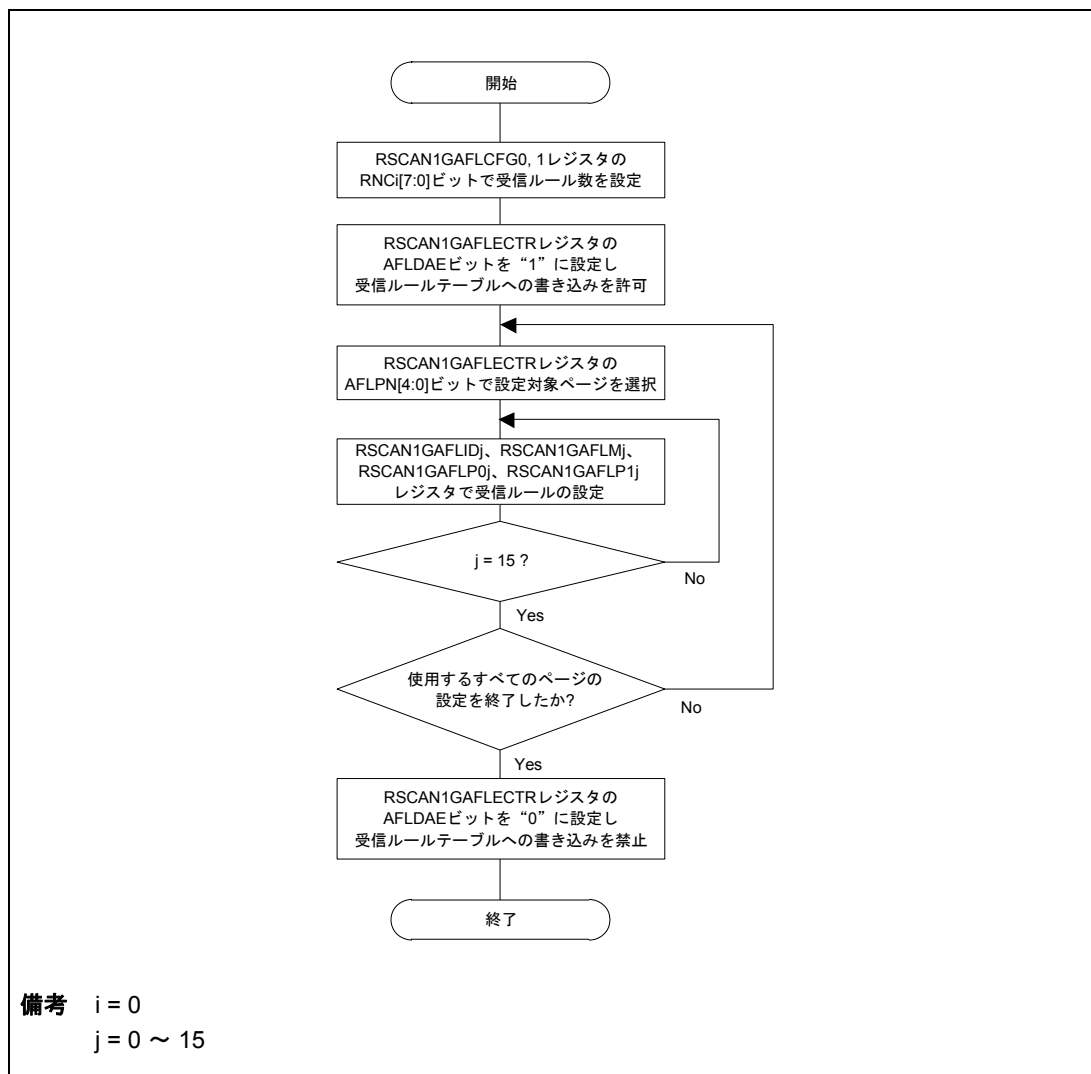 開始
RSCAN1GAFLCFG0, 1レジスタの
RNCi[7:0]ビットで受信ルール数を設定
RSCAN1GAFLECTRレジスタの
AFLDAEビットを“1”に設定し
受信ルールテーブルへの書き込みを許可
RSCAN1GAFLECTRレジスタの
AFLPN[4:0]ビットで設定対象ページを選択
RSCAN1GAFLIDj、RSCAN1GAFLMj、
RSCAN1GAFLP0j、RSCAN1GAFLP1j
レジスタで受信ルールの設定
j = 15 ?
No
Yes
使用するすべてのページの
設定を終了したか?
No
Yes
RSCAN1GAFLECTRレジスタの
AFLDAEビットを“0”に設定し
受信ルールテーブルへの書き込みを禁止
終了
備考 i = 0
j = 0 ～ 15